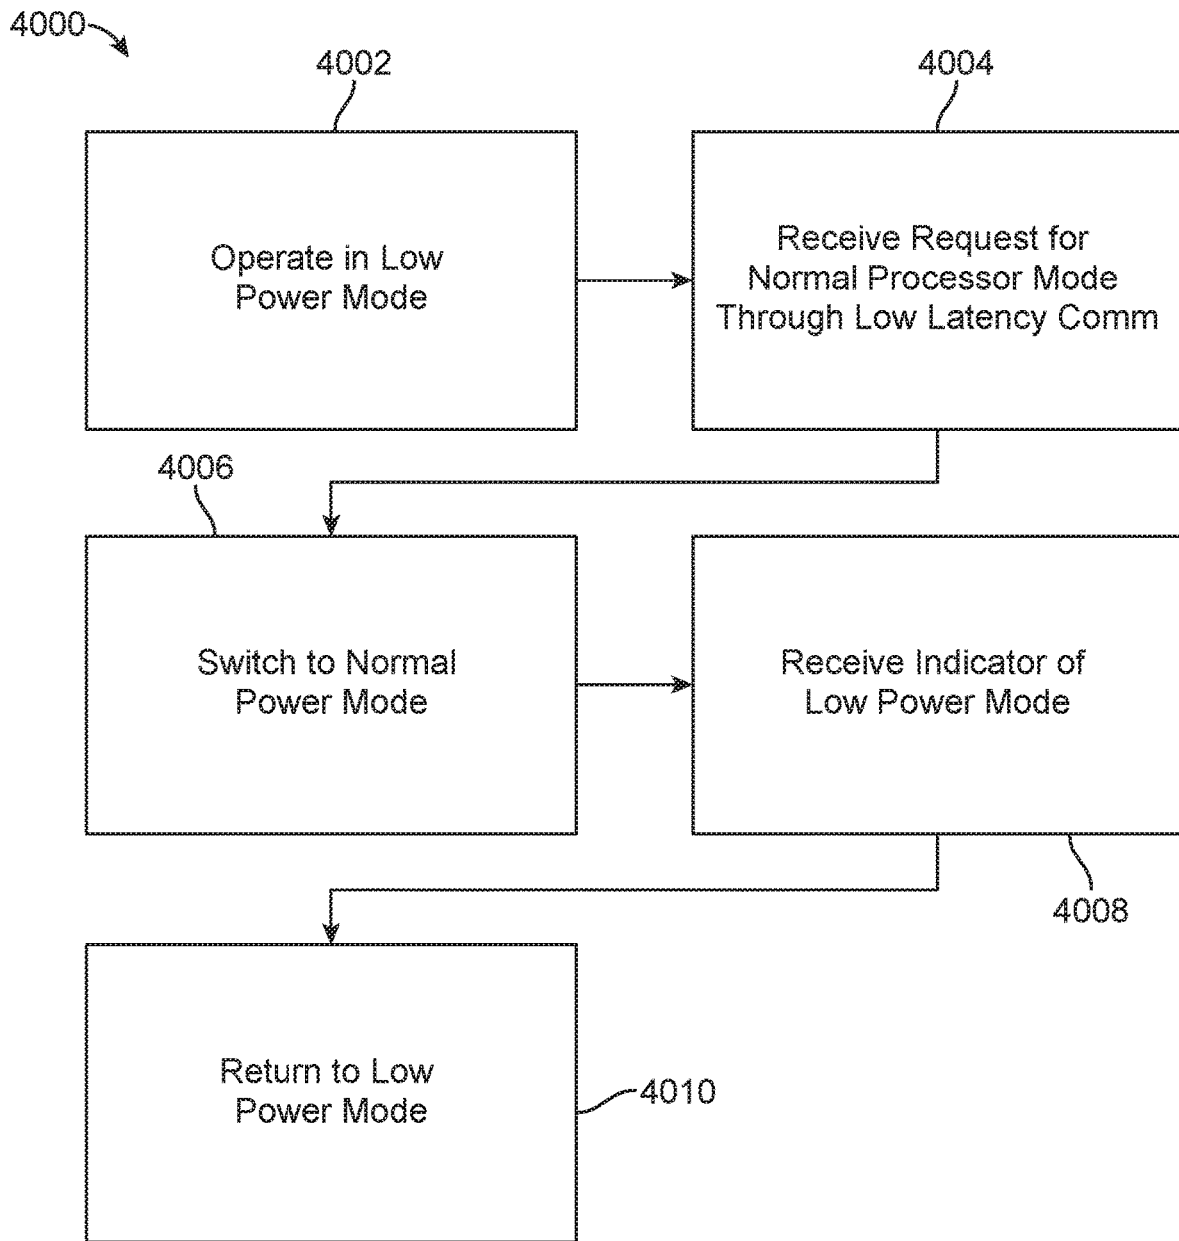 4000
4002
4004
Operate in Low
Power Mode
Receive Request for
Normal Processor Mode
Through Low Latency Comm
4006
Switch to Normal
Power Mode
Receive Indicator of
Low Power Mode
4008
Return to Low
Power Mode
4010